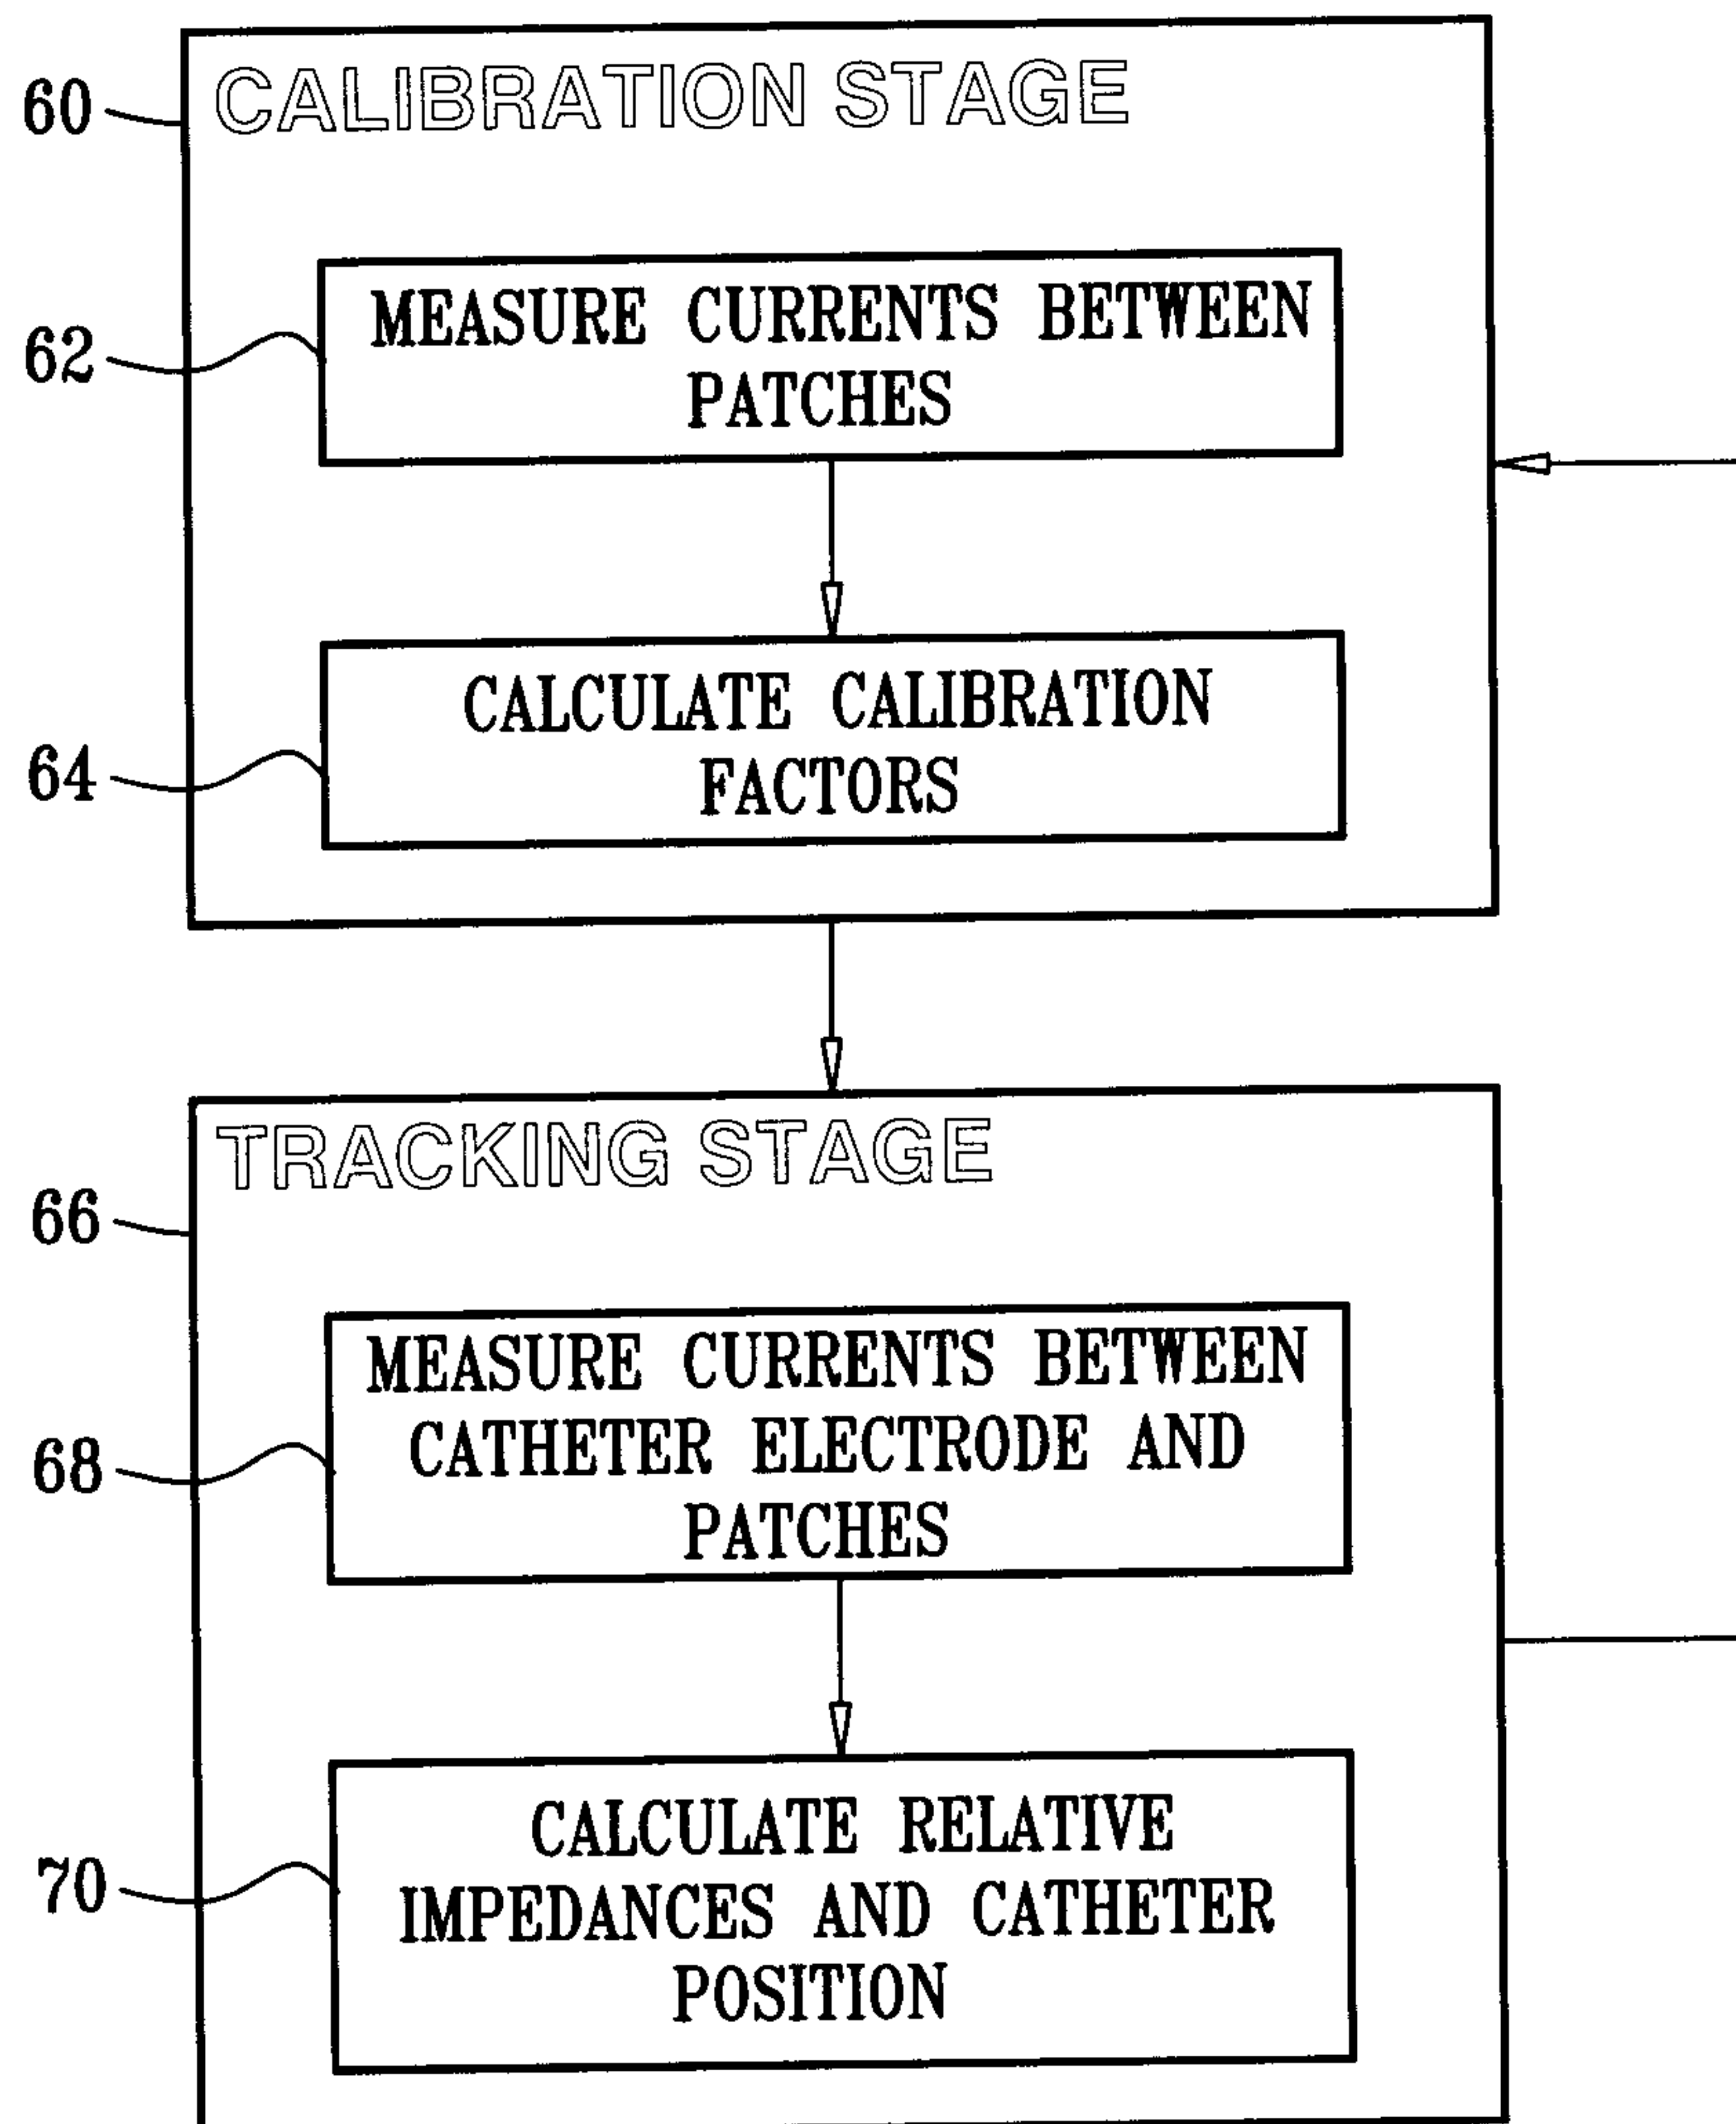 60
CALIBRATION STAGE
62
MEASURE CURRENTS BETWEEN
PATCHES
64
CALCULATE CALIBRATION
FACTORS
66
TRACKING STAGE
68
MEASURE CURRENTS BETWEEN
CATHETER ELECTRODE AND
PATCHES
70
CALCULATE RELATIVE
IMPEDANCES AND CATHETER
POSITION